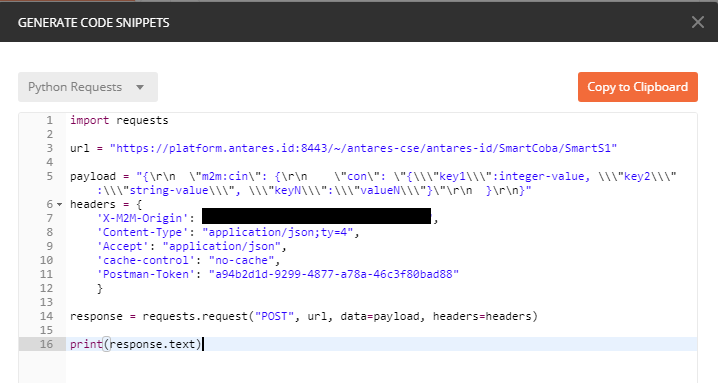 GENERATE CODE SNIPPETS
Python Requests
Copy to Clipboard
1 import requests
2
3 url = "https://platform.antares.id:8443/~/antares-cse/antares-id/SmartCoba/SmartS1"
4
5 payload = "{\r\n  \"m2m:cin\": {\r\n    \"con\": \"{\\\"key1\\\":integer-value, \\\"key2\\\"
:\\\"string-value\\\", \\\"keyN\\\":\\\"valueN\\\"}\"\r\n  }\r\n}"
6 headers = {
7 'X-M2M-Origin': ",
8 'Content-Type': "application/json;ty=4",
9 'Accept': "application/json",
10 'cache-control': "no-cache",
11 'Postman-Token': "a94b2d1d-9299-4877-a78a-46c3f80bad88"
12 }
13
14 response = requests.request("POST", url, data=payload, headers=headers)
15
16 print(response.text)